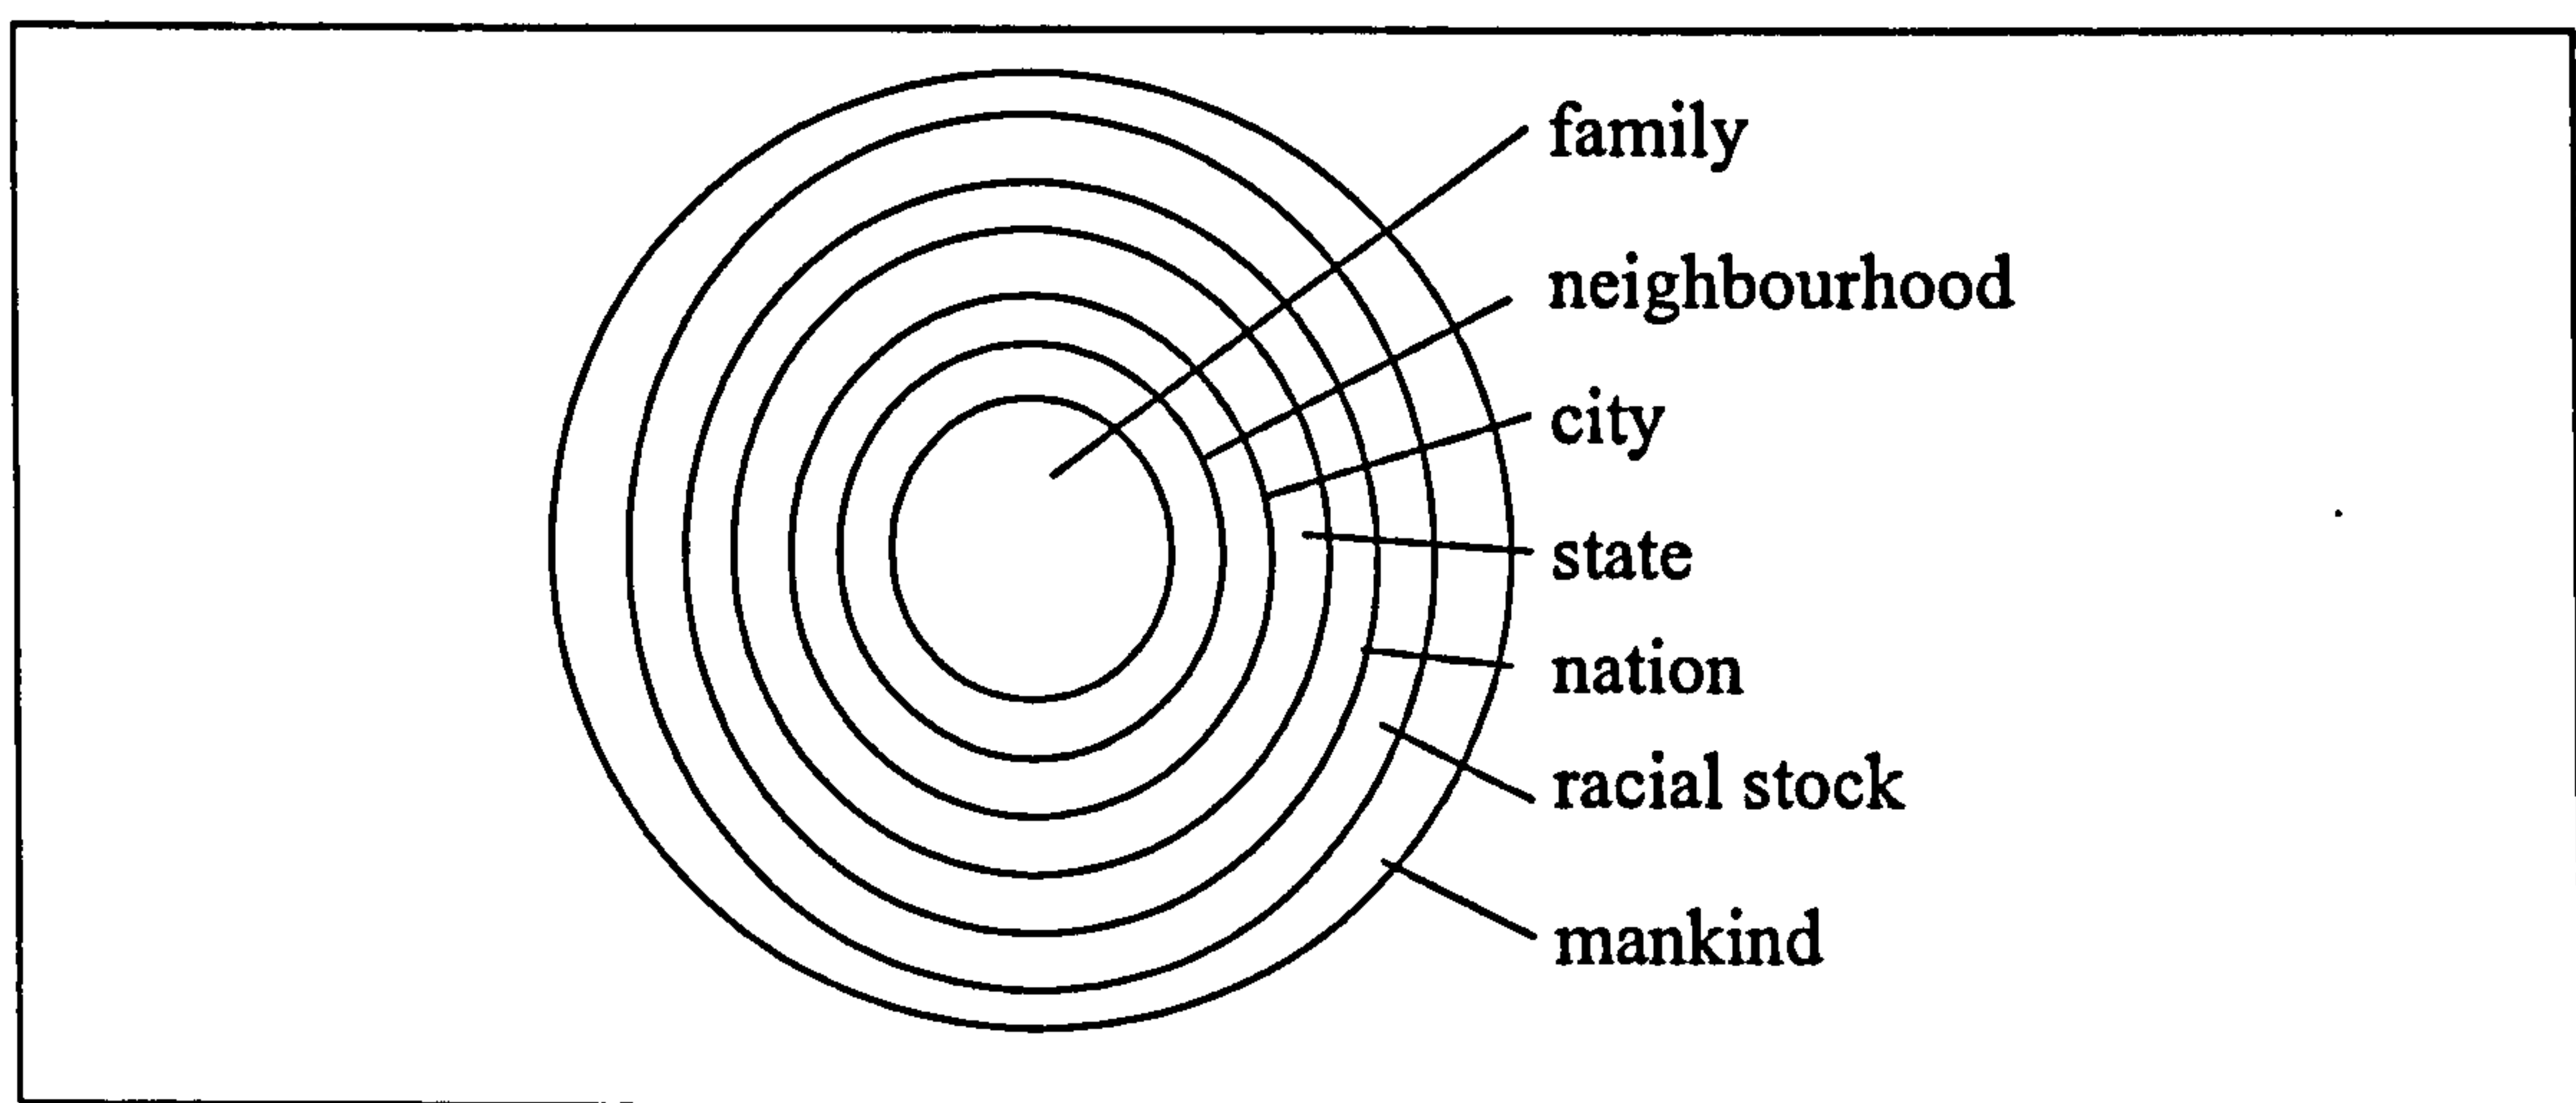 family
neighbourhood
city
state
nation
racial stock
mankind